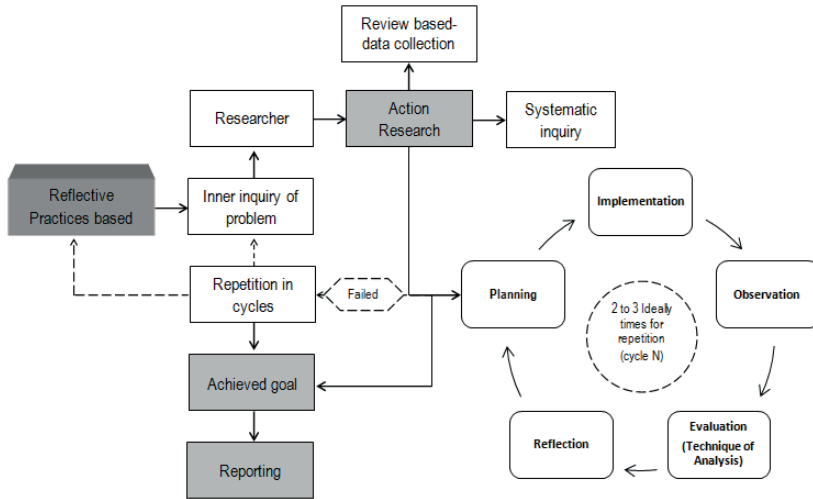 Review based-
data collection
Researcher
Action
Research
Systematic
inquiry
Reflective
Practices based
Inner inquiry of
problem
Implementation
Repetition in
cycles
Failed
Planning
2 to 3 Ideally
times for
repetition
(cycle N)
Observation
Achieved goal
Reflection
Evaluation
(Technique of
Analysis)
Reporting